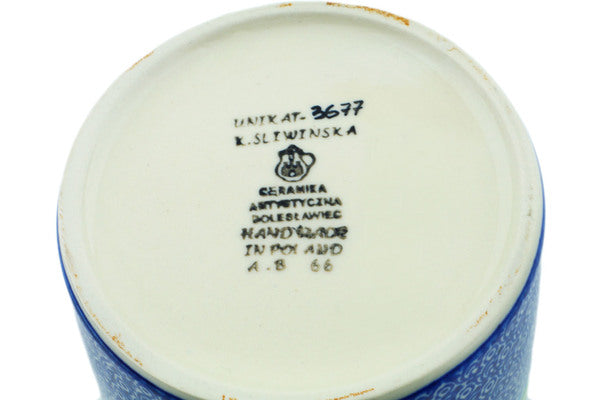 UNIKAT-3677
K.SLIWINSKA
CERAMIKA
ARTYSTYCZNA
BOLESŁAWIEC
HANDMADE
IN POLAND
A.B 66